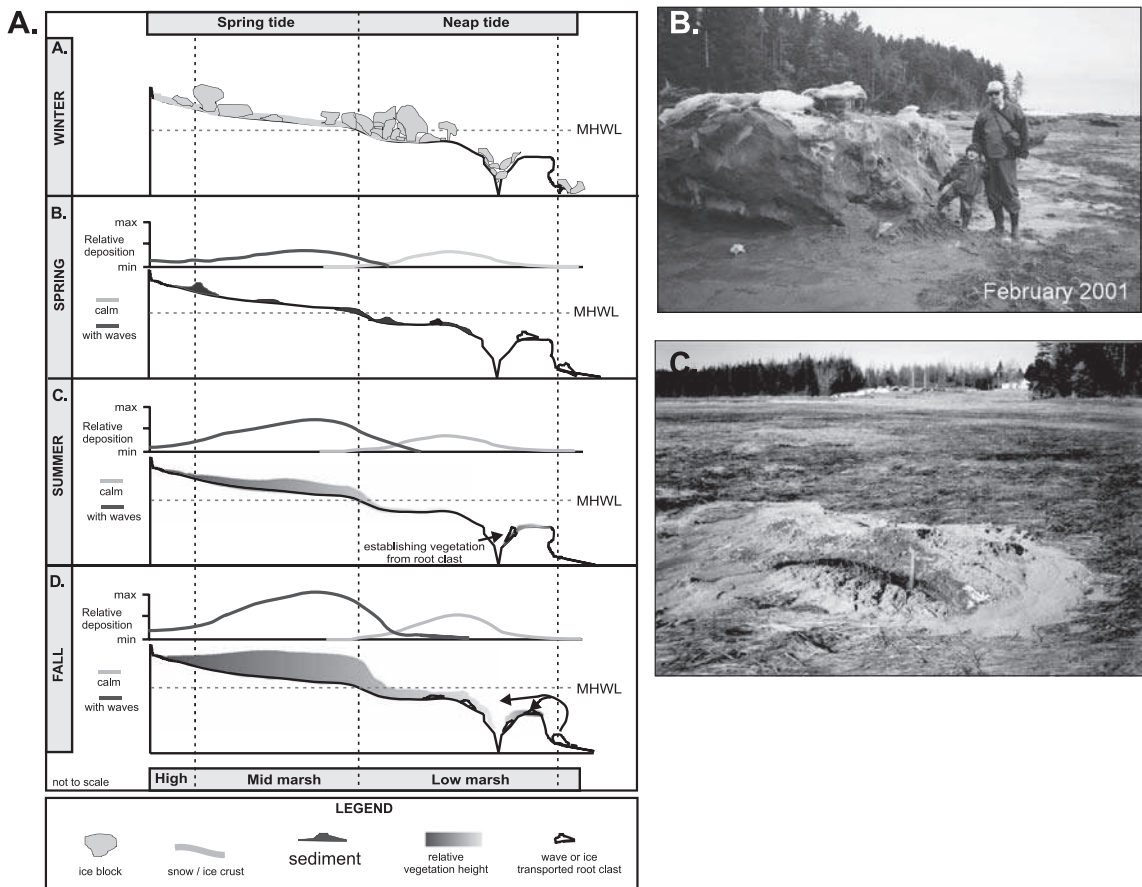 A.
Spring tide
Neap tide
A.
WINTER
MHWL
B.
SPRING
max
Relative
deposition
min
calm
with waves
MHWL
C.
SUMMER
max
Relative
deposition
min
calm
with waves
MHWL
establishing vegetation
from root clast
D.
FALL
max
Relative
deposition
min
calm
with waves
MHWL
not to scale
High
Mid marsh
Low marsh
LEGEND
ice block
snow / ice crust
sediment
relative
vegetation height
wave or ice
transported root clast
B.
February 2001
C.